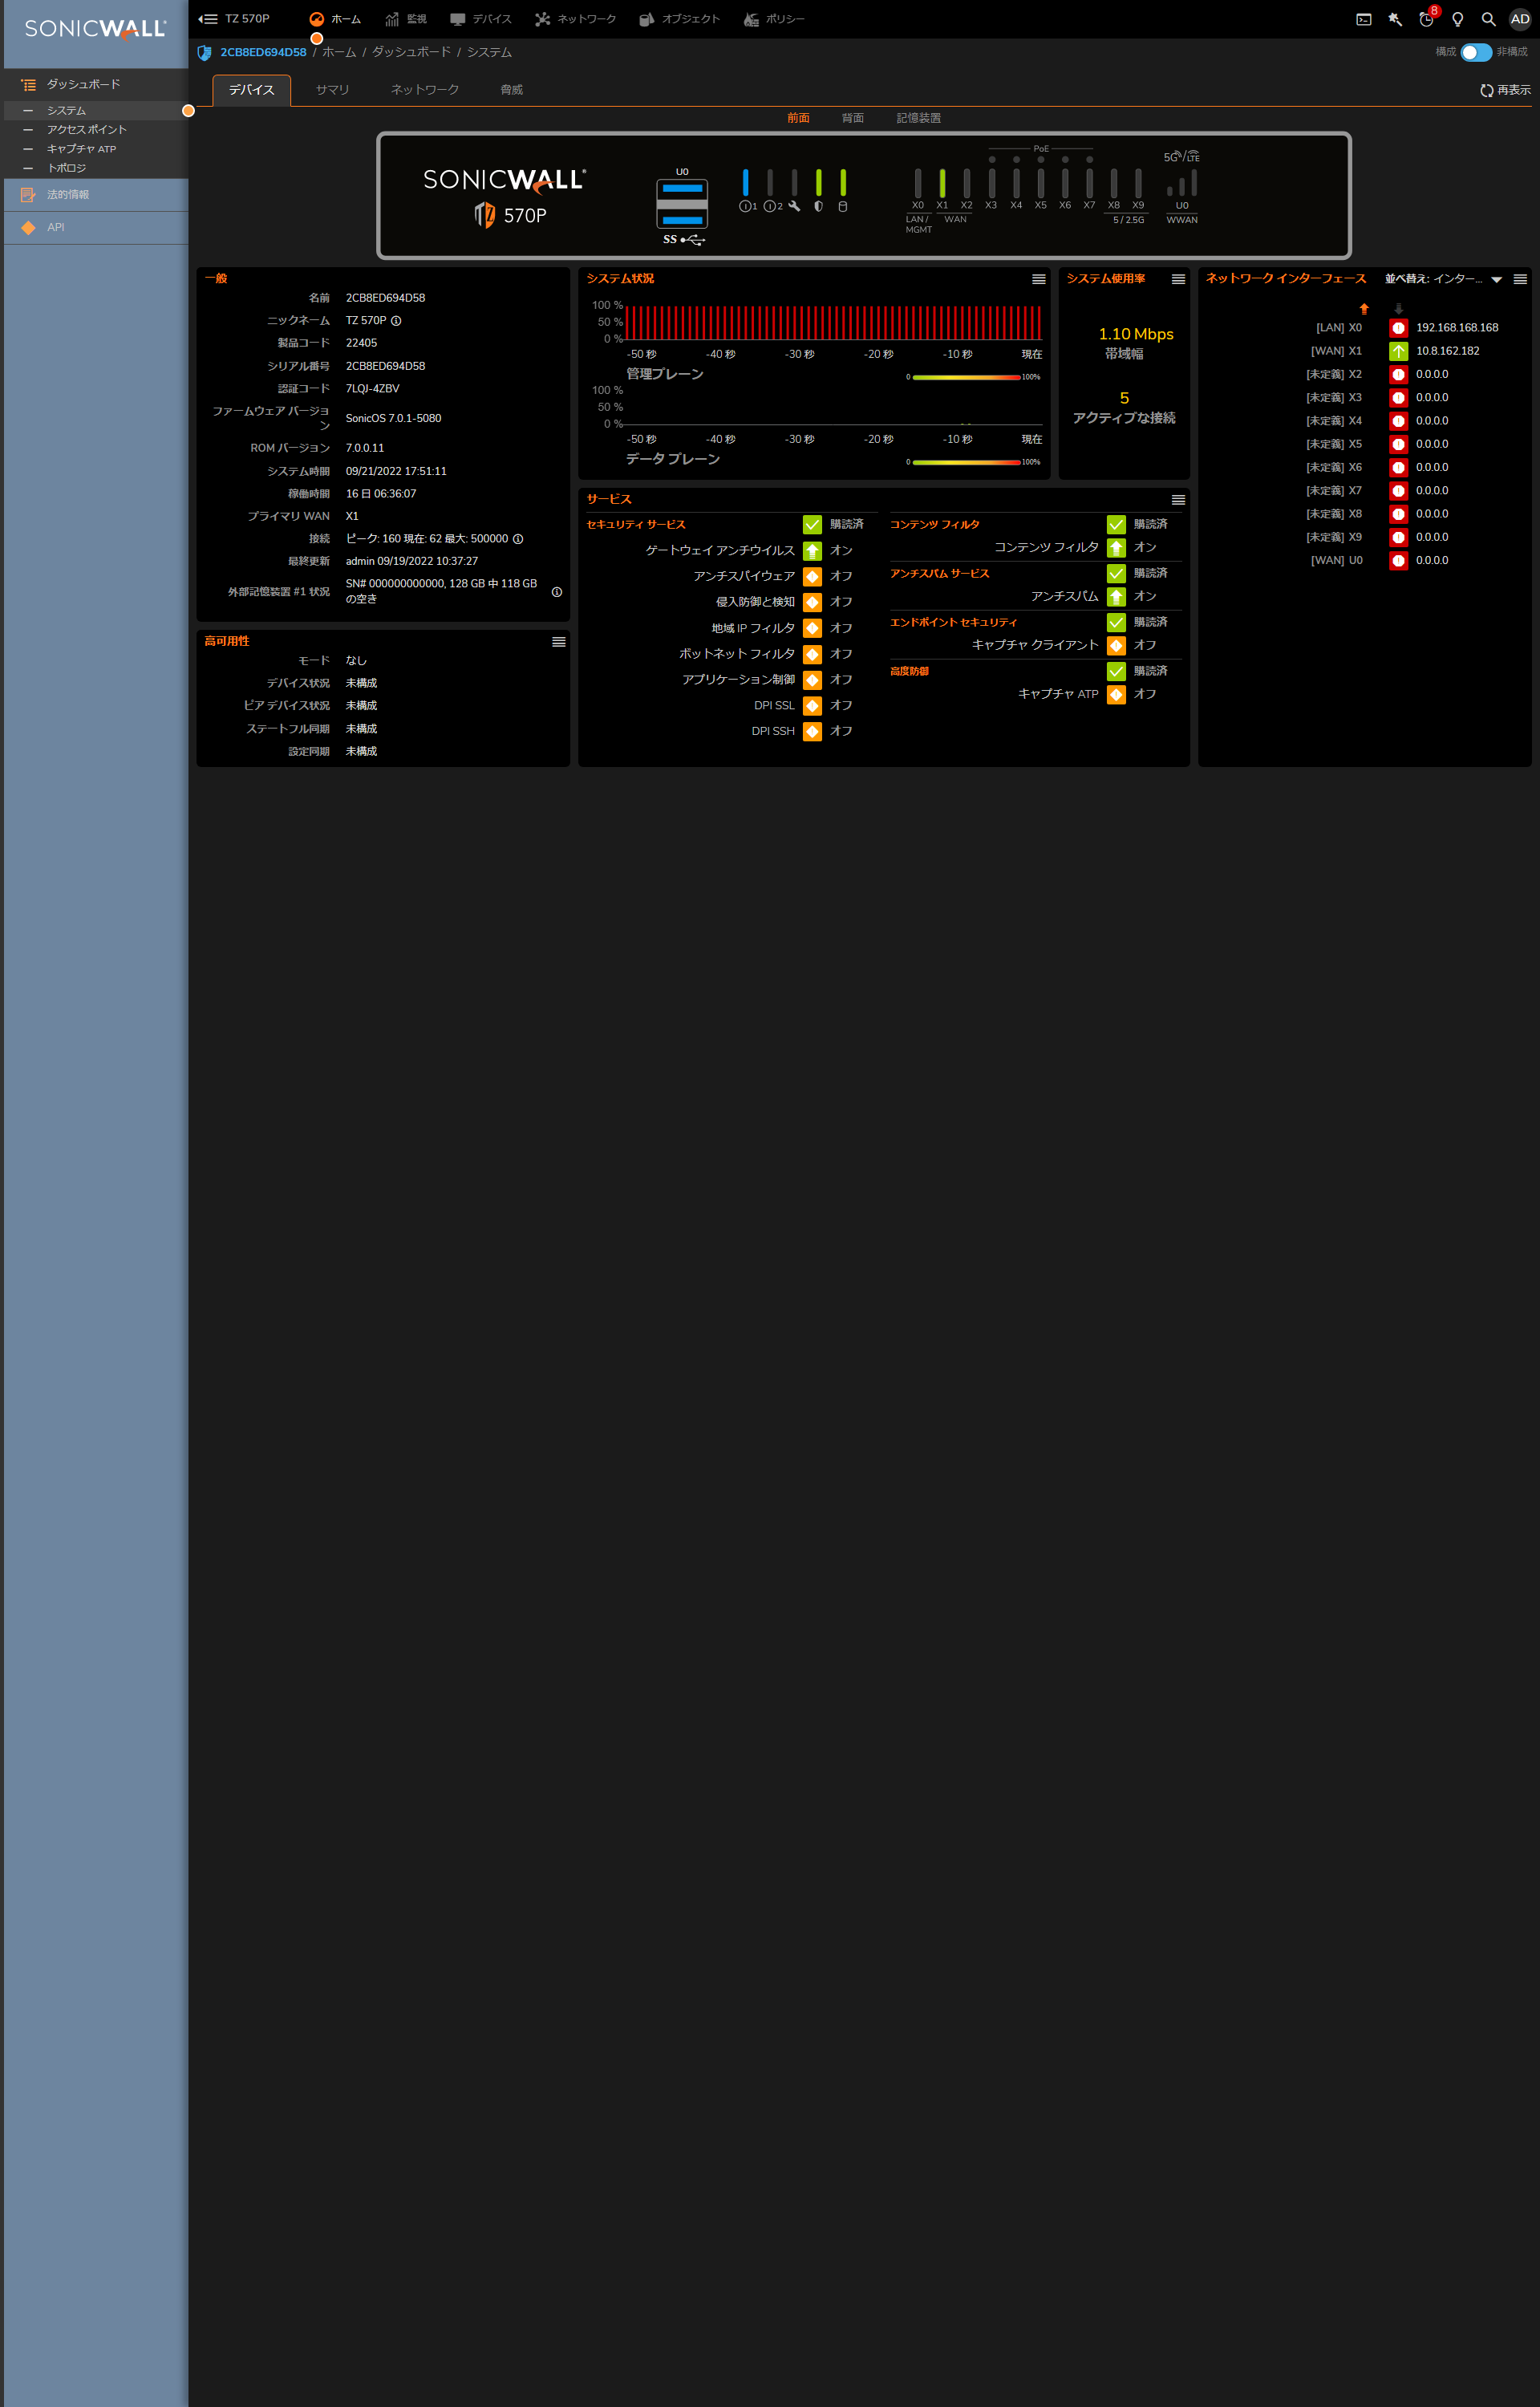 SONICWALL
TZ 570P
ホーム
監視
デバイス
ネットワーク
オブジェクト
ポリシー
8
AD
2CB8ED694D58 / ホーム / ダッシュボード / システム
構成
非構成
ダッシュボード
システム
アクセス ポイント
キャプチャ ATP
トポロジ
法的情報
API
デバイス
サマリ
ネットワーク
脅威
再表示
前面
背面
記憶装置
SONICWALL
TZ 570P
U0
SS
1
2
PoE
5G/LTE
X0 X1 X2 X3 X4 X5 X6 X7 X8 X9 U0
LAN / MGMT
WAN
5 / 2.5G
WWAN
一般
名前 2CB8ED694D58
ニックネーム TZ 570P
製品コード 22405
シリアル番号 2CB8ED694D58
認証コード 7LQJ-4ZBV
ファームウェア バージョン SonicOS 7.0.1-5080
ROM バージョン 7.0.0.11
システム時間 09/21/2022 17:51:11
稼働時間 16 日 06:36:07
プライマリ WAN X1
接続 ピーク: 160 現在: 62 最大: 500000
最終更新 admin 09/19/2022 10:37:27
外部記憶装置 #1 状況 SN# 000000000000, 128 GB 中 118 GB の空き
高可用性
モード なし
デバイス状況 未構成
ピア デバイス状況 未構成
ステートフル同期 未構成
設定同期 未構成
システム状況
100 %
50 %
0 %
-50 秒 -40 秒 -30 秒 -20 秒 -10 秒 現在
管理プレーン
0 100%
100 %
50 %
0 %
-50 秒 -40 秒 -30 秒 -20 秒 -10 秒 現在
データ プレーン
0 100%
システム使用率
1.10 Mbps
帯域幅
5
アクティブな接続
サービス
セキュリティ サービス 購読済
ゲートウェイ アンチウイルス オン
アンチスパイウェア オフ
侵入防御と検知 オフ
地域 IP フィルタ オフ
ボットネット フィルタ オフ
アプリケーション制御 オフ
DPI SSL オフ
DPI SSH オフ
コンテンツ フィルタ 購読済
コンテンツ フィルタ オン
アンチスパム サービス 購読済
アンチスパム オン
エンドポイント セキュリティ 購読済
キャプチャ クライアント オフ
高度防御 購読済
キャプチャ ATP オフ
ネットワーク インターフェース
並べ替え: インター...
[LAN] X0 192.168.168.168
[WAN] X1 10.8.162.182
[未定義] X2 0.0.0.0
[未定義] X3 0.0.0.0
[未定義] X4 0.0.0.0
[未定義] X5 0.0.0.0
[未定義] X6 0.0.0.0
[未定義] X7 0.0.0.0
[未定義] X8 0.0.0.0
[未定義] X9 0.0.0.0
[WAN] U0 0.0.0.0